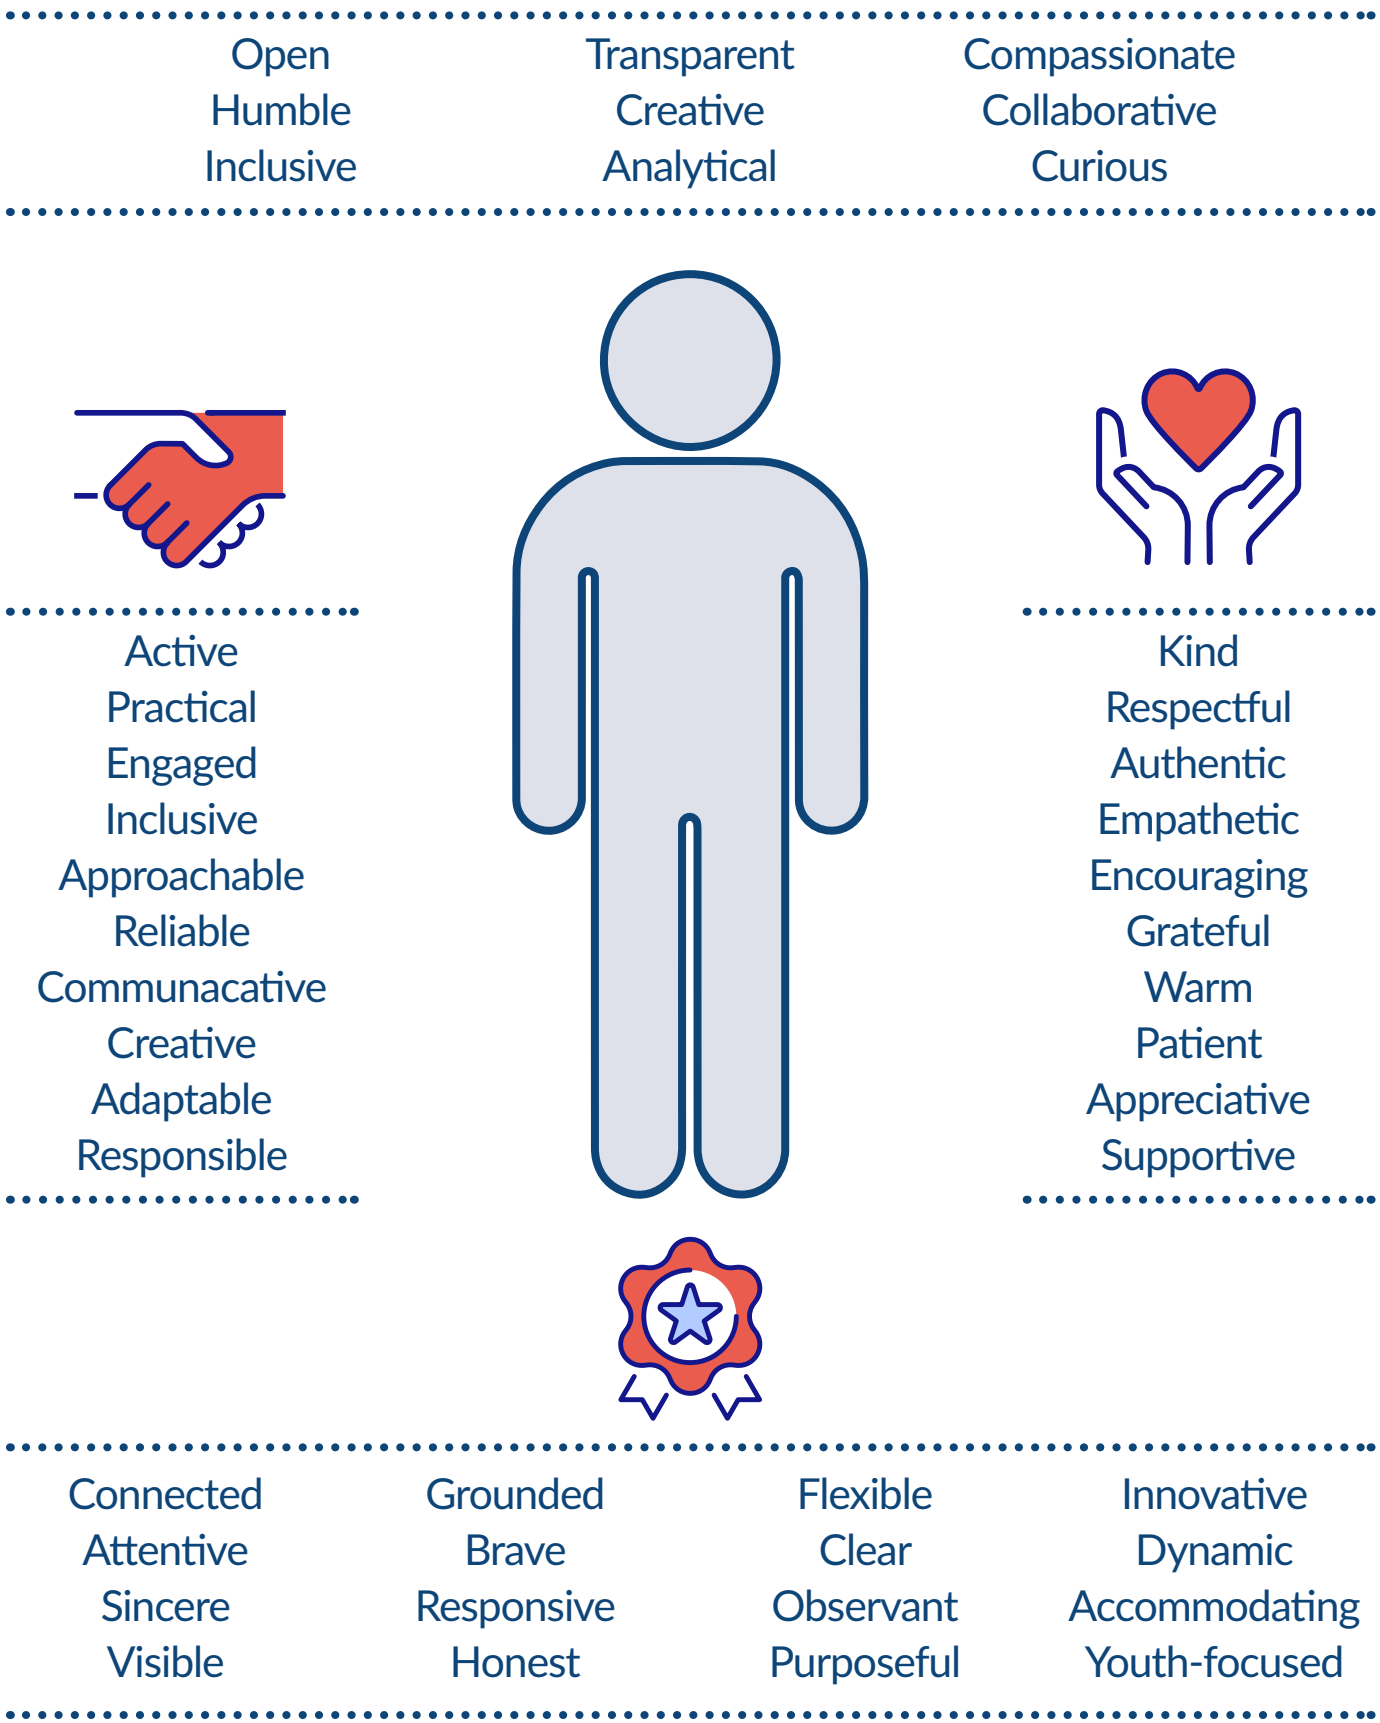 Open Transparent Compassionate
Humble Creative Collaborative
Inclusive Analytical Curious
Active
Practical
Engaged
Inclusive
Approachable
Reliable
Communacative
Creative
Adaptable
Responsible
Kind
Respectful
Authentic
Empathetic
Encouraging
Grateful
Warm
Patient
Appreciative
Supportive
Connected Grounded Flexible Innovative
Attentive Brave Clear Dynamic
Sincere Responsive Observant Accommodating
Visible Honest Purposeful Youth-focused